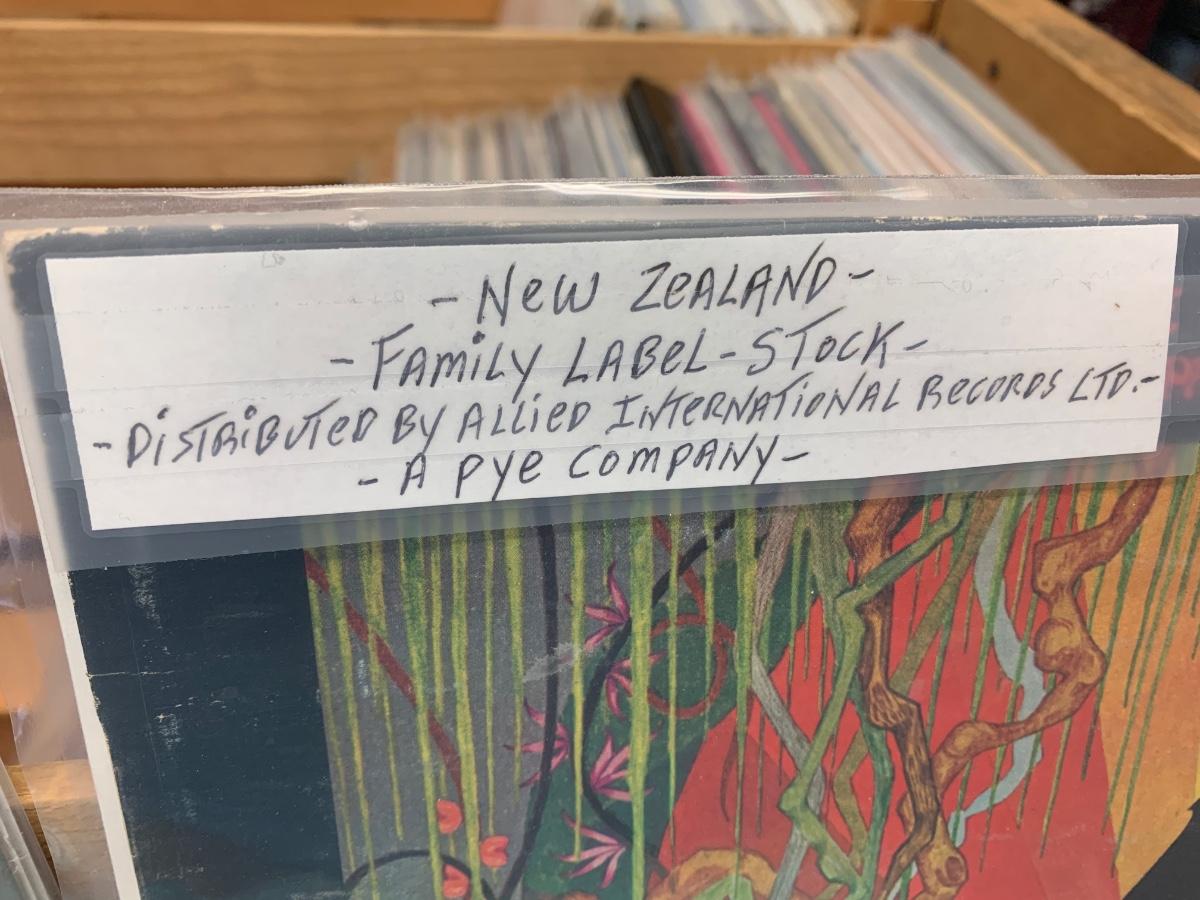 - New ZeALAND -
- FAmiLy LABeL - STock -
- DiSTRiBuTeD By ALLieD INTeRNATioNAL RecoRDS LTD. -
- A pye compANy -